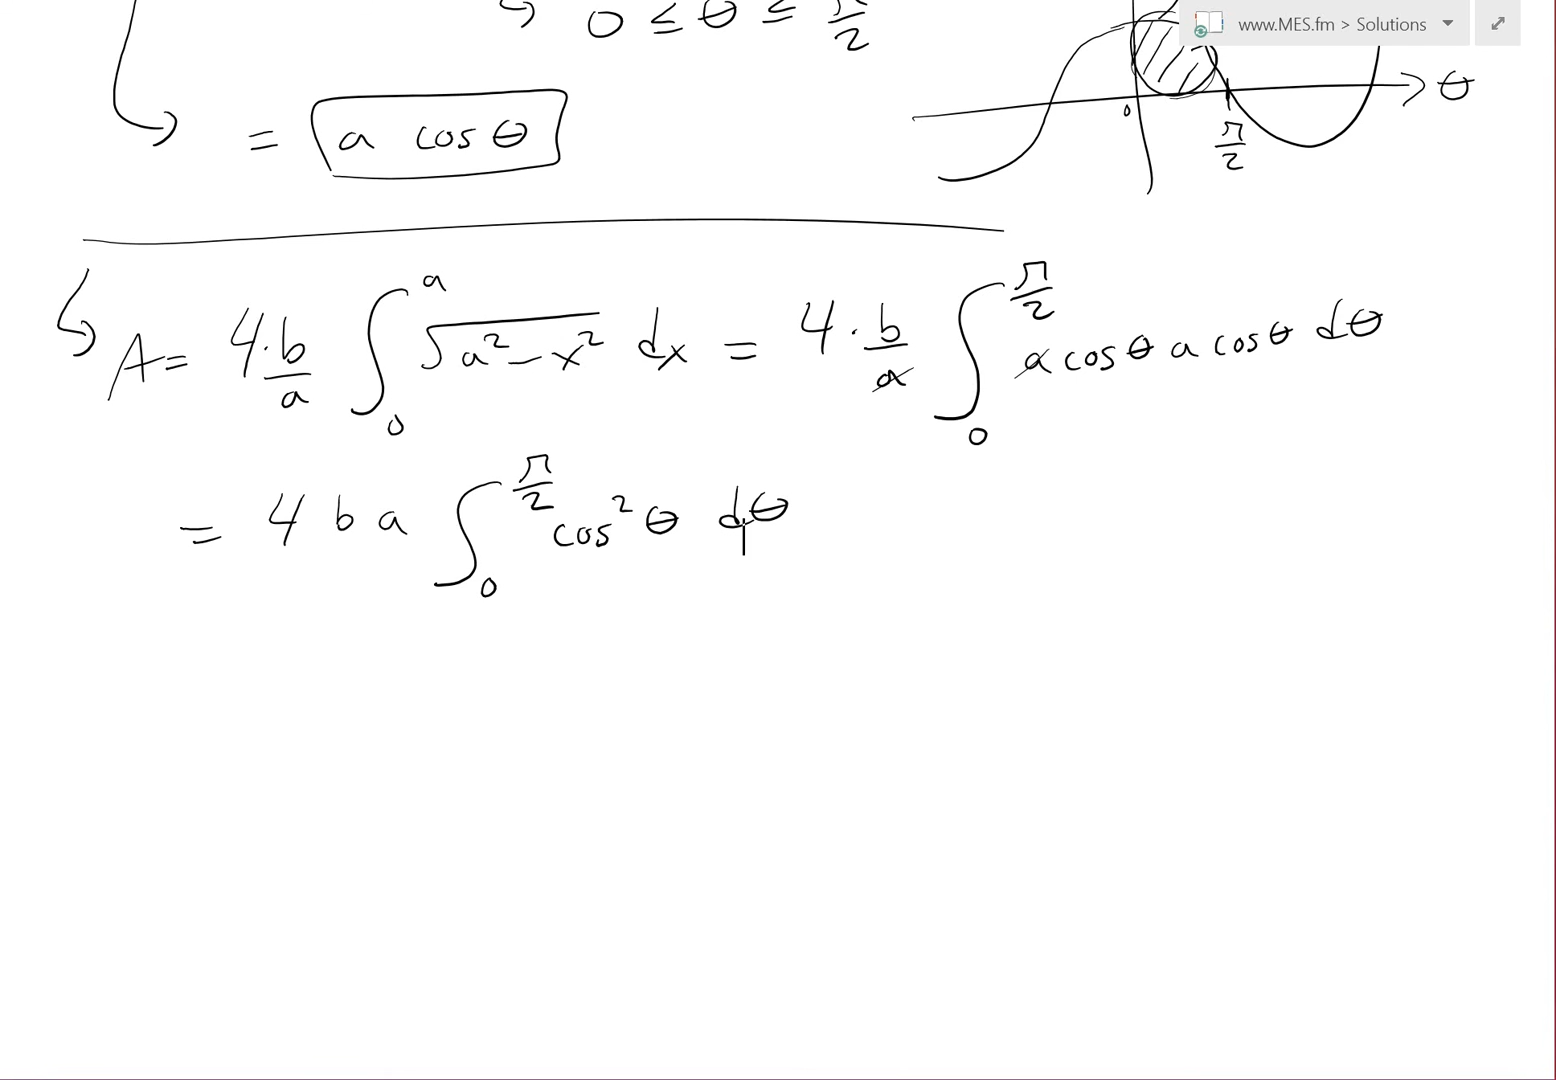 www.MES.fm > Solutions
0 ≤ θ ≤ π/2
= a cos θ
0 π/2 θ
A = 4·b/a ∫₀ᵃ √(a² − x²) dx = 4·b/a ∫₀^(π/2) a cos θ a cos θ dθ
= 4 b a ∫₀^(π/2) cos² θ dθ